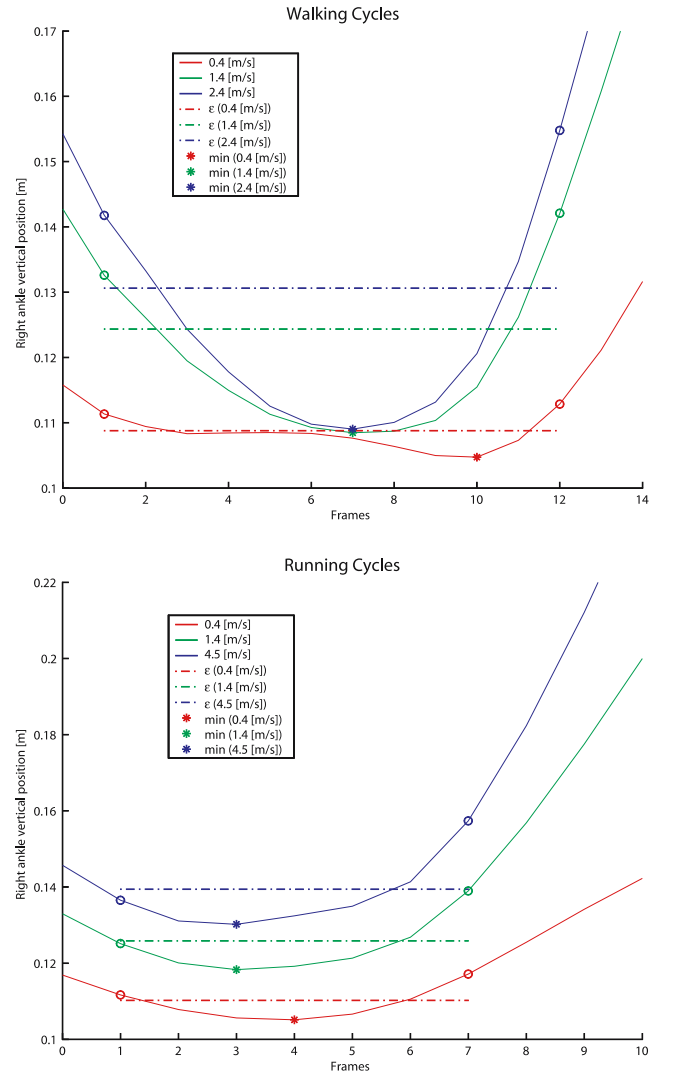 Walking Cycles
0.17
0.16
0.15
0.14
0.13
0.12
0.11
0.1
Right ankle vertical position [m]
0.4 [m/s]
1.4 [m/s]
2.4 [m/s]
ε (0.4 [m/s])
ε (1.4 [m/s])
ε (2.4 [m/s])
min (0.4 [m/s])
min (1.4 [m/s])
min (2.4 [m/s])
0 2 4 6 8 10 12 14
Frames
Running Cycles
0.22
0.2
0.18
0.16
0.14
0.12
0.1
Right ankle vertical position [m]
0.4 [m/s]
1.4 [m/s]
4.5 [m/s]
ε (0.4 [m/s])
ε (1.4 [m/s])
ε (4.5 [m/s])
min (0.4 [m/s])
min (1.4 [m/s])
min (4.5 [m/s])
0 1 2 3 4 5 6 7 8 9 10
Frames